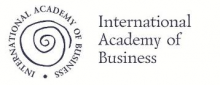 INTERNATIONAL ACADEMY OF BUSINESS
International
Academy of
Business